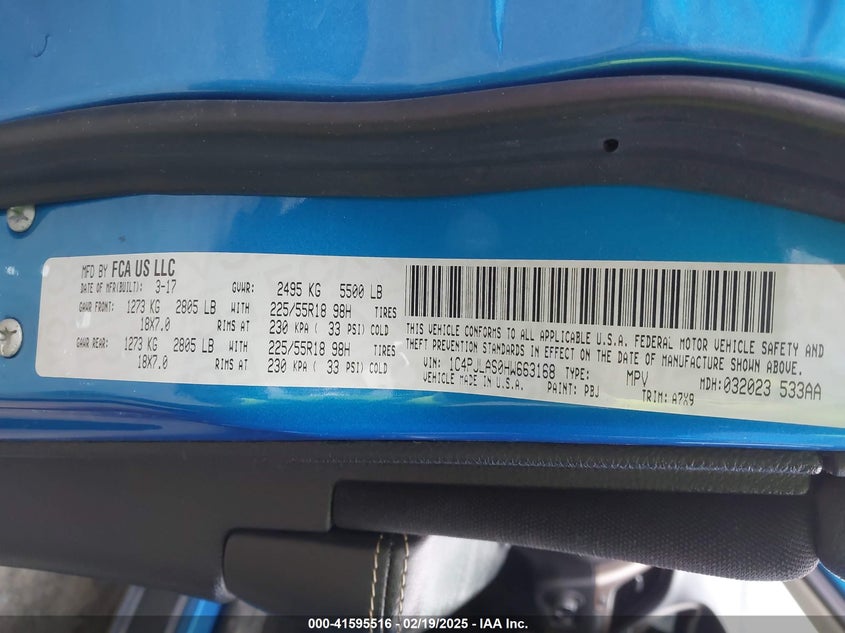 MFD BY FCA US LLC
DATE OF MFR(BUILT): 3-17 GVWR: 2495 KG 5500 LB
GAWR FRONT: 1273 KG 2805 LB WITH 225/55R18 98H TIRES
18X7.0 RIMS AT 230 KPA ( 33 PSI) COLD
GAWR REAR: 1273 KG 2805 LB WITH 225/55R18 98H TIRES
18X7.0 RIMS AT 230 KPA ( 33 PSI) COLD
THIS VEHICLE CONFORMS TO ALL APPLICABLE U.S.A. FEDERAL MOTOR VEHICLE SAFETY AND
THEFT PREVENTION STANDARDS IN EFFECT ON THE DATE OF MANUFACTURE SHOWN ABOVE.
VIN: 1C4PJLAS0HW663168 TYPE: MPV MDH: 032023 533AA
VEHICLE MADE IN U.S.A. PAINT: PBJ TRIM: A7X9
000-41595516 - 02/19/2025 - IAA Inc.